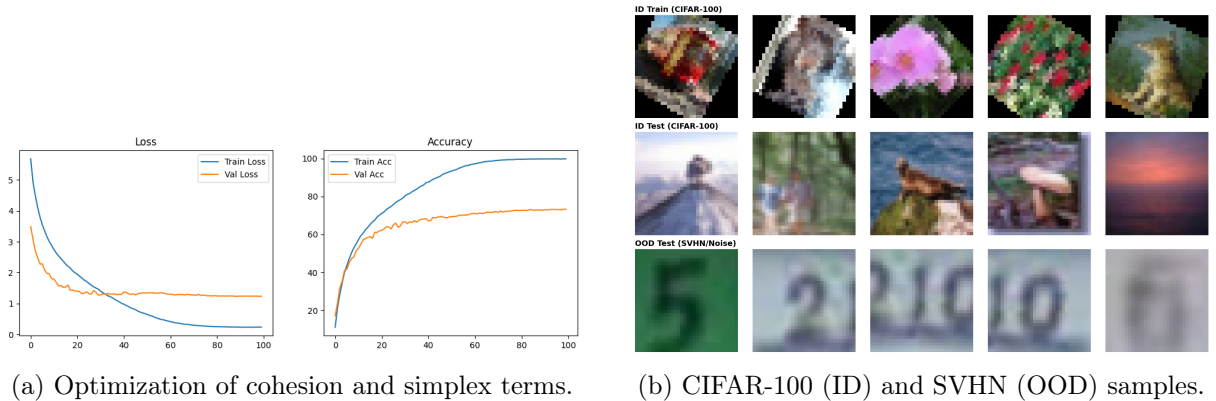 Loss
Train Loss
Val Loss
5
4
3
2
1
0
0
20
40
60
80
100
Accuracy
Train Acc
Val Acc
100
80
60
40
20
0
20
40
60
80
100
(a) Optimization of cohesion and simplex terms.
ID Train (CIFAR-100)
ID Test (CIFAR-100)
OOD Test (SVHN/Noise)
5
2
210
10
(b) CIFAR-100 (ID) and SVHN (OOD) samples.